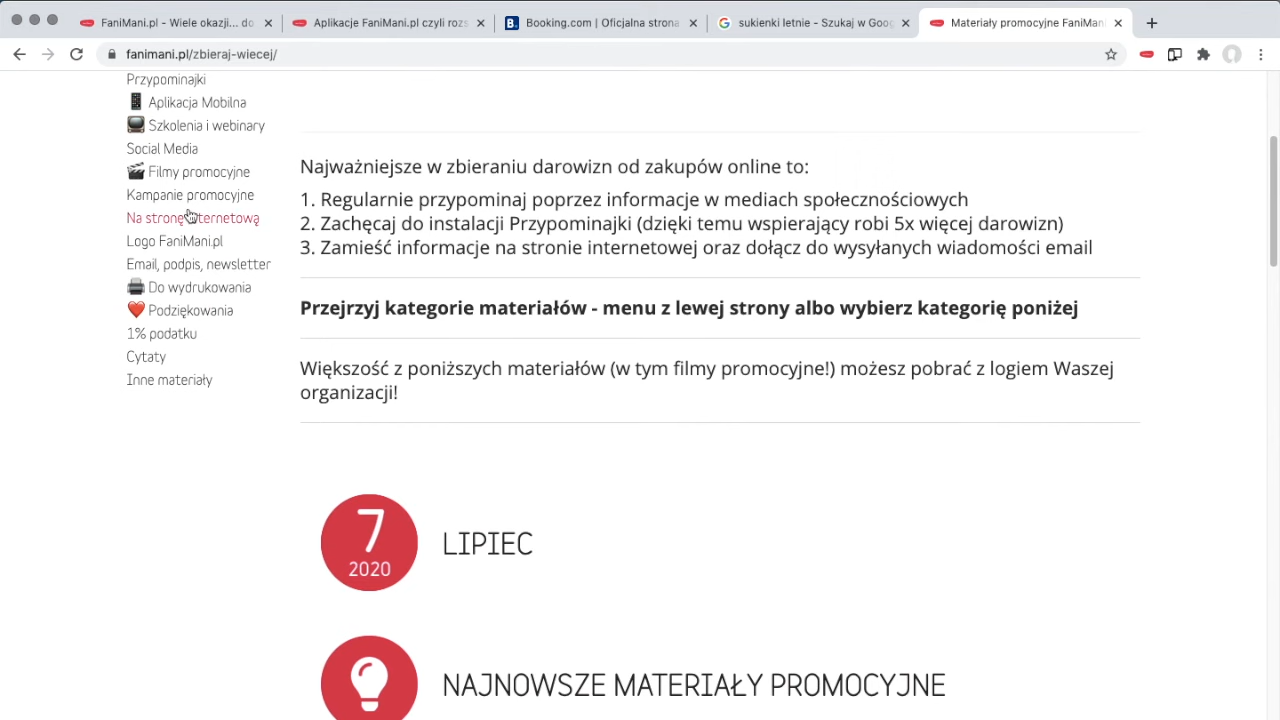 FaniMani.pl - Wiele okazji... do
Aplikacje FaniMani.pl czyli rozs
B.
Booking.com | Oficjalna strona
G
sukienki letnie - Szukaj w Goog
Materiały promocyjne FaniMani
fanimani.pl/zbieraj-wiecej/
Przypominajki
Aplikacja Mobilna
Szkolenia i webinary
Social Media
Filmy promocyjne
Kampanie promocyjne
Na stronę internetową
Logo FaniMani.pl
Email, podpis, newsletter
Do wydrukowania
Podziękowania
1% podatku
Cytaty
Inne materiały
Najważniejsze w zbieraniu darowizn od zakupów online to:
1. Regularnie przypominaj poprzez informacje w mediach społecznościowych
2. Zachęcaj do instalacji Przypominajki (dzięki temu wspierający robi 5x więcej darowizn)
3. Zamieść informacje na stronie internetowej oraz dołącz do wysyłanych wiadomości email
Przejrzyj kategorie materiałów - menu z lewej strony albo wybierz kategorię poniżej
Większość z poniższych materiałów (w tym filmy promocyjne!) możesz pobrać z logiem Waszej
organizacji!
7
2020
LIPIEC
NAJNOWSZE MATERIAŁY PROMOCYJNE